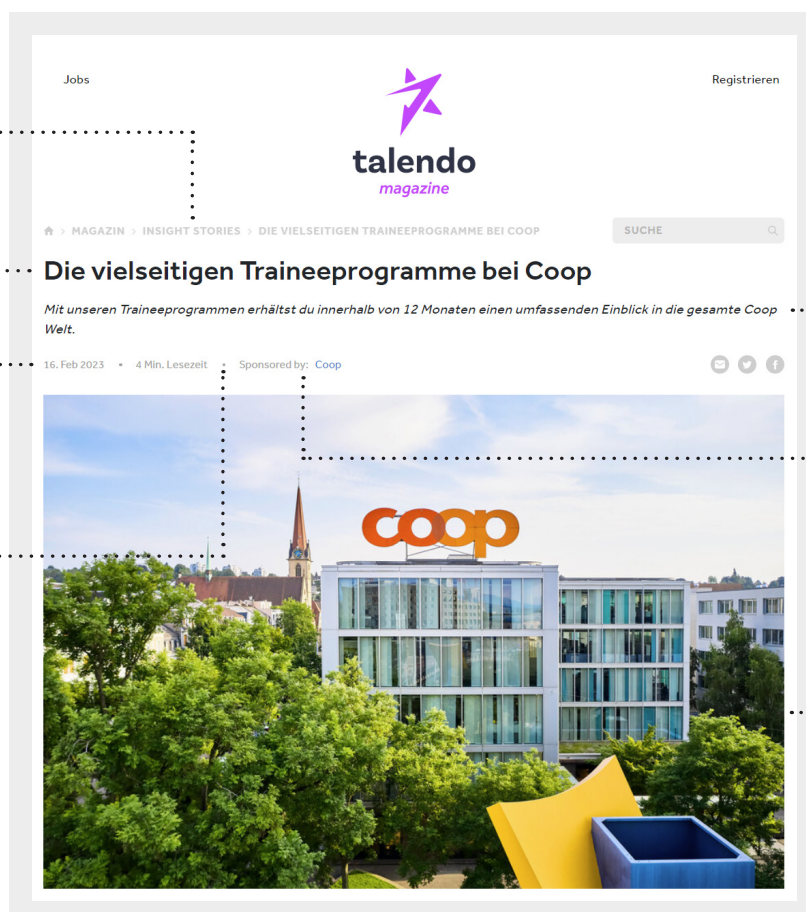 Jobs
Registrieren
talendo
magazine
> MAGAZIN > INSIGHT STORIES > DIE VIELSEITIGEN TRAINEEPROGRAMME BEI COOP
SUCHE
Die vielseitigen Traineeprogramme bei Coop
Mit unseren Traineeprogrammen erhältst du innerhalb von 12 Monaten einen umfassenden Einblick in die gesamte Coop
Welt.
16. Feb 2023 • 4 Min. Lesezeit • Sponsored by: Coop
coop